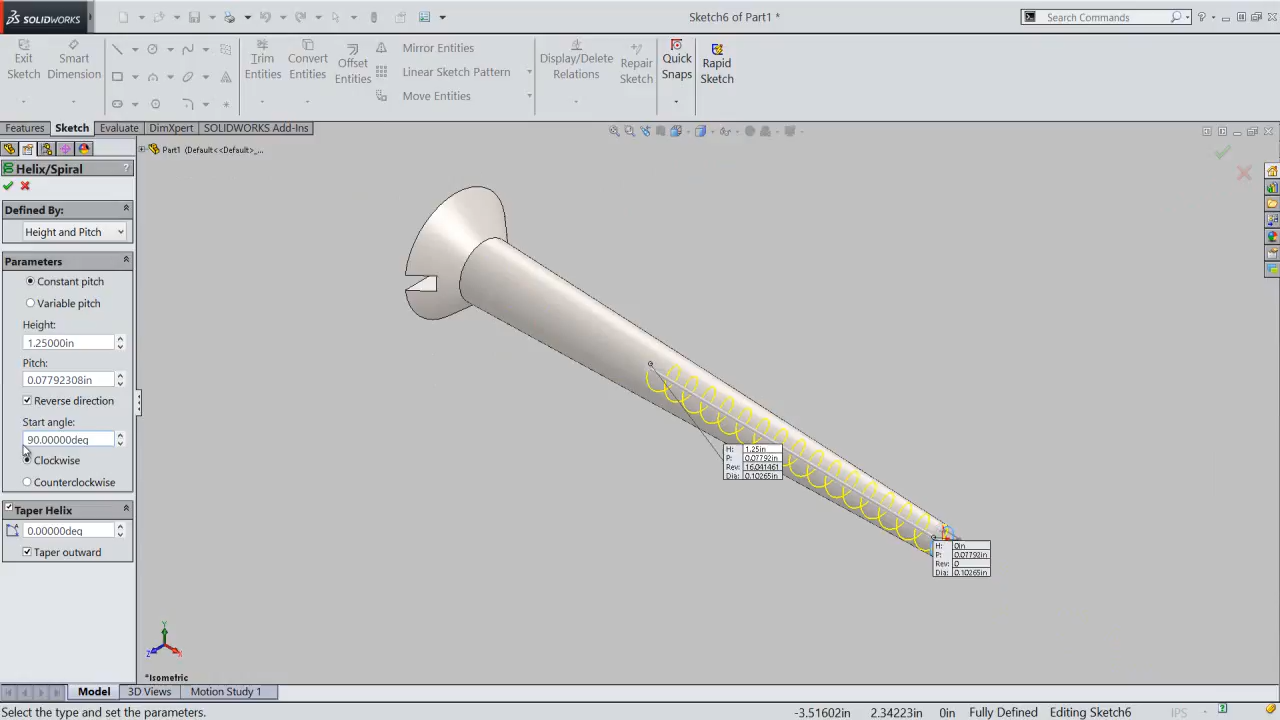 SOLIDWORKS
Sketch6 of Part1 *
Search Commands
Exit Sketch
Smart Dimension
Trim Entities
Convert Entities
Offset Entities
Mirror Entities
Linear Sketch Pattern
Move Entities
Display/Delete Relations
Repair Sketch
Quick Snaps
Rapid Sketch
Features
Sketch
Evaluate
DimXpert
SOLIDWORKS Add-Ins
Part1 (Default<<Default>_...
Helix/Spiral
?
Defined By:
Height and Pitch
Parameters
Constant pitch
Variable pitch
Height:
1.25000in
Pitch:
0.07792308in
Reverse direction
Start angle:
90.00000deg
Clockwise
Counterclockwise
Taper Helix
0.00000deg
Taper outward
H: 1.25in
P: 0.07792in
Rev: 16.041461
Dia: 0.10265in
H: 0in
P: 0.07792in
Rev: 0
Dia: 0.10265in
Y
Z
X
*Isometric
Model
3D Views
Motion Study 1
Select the type and set the parameters.
-3.51602in
2.34223in
0in
Fully Defined
Editing Sketch6
IPS